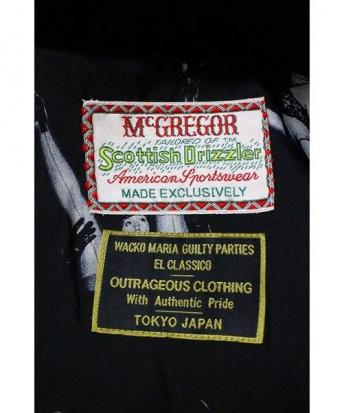 McGREGOR
TAILORED OF ™
Scottish Drizzler
American Sportswear
MADE EXCLUSIVELY
WACKO MARIA GUILTY PARTIES
EL CLASSICO
OUTRAGEOUS CLOTHING
With Authentic Pride
TOKYO JAPAN